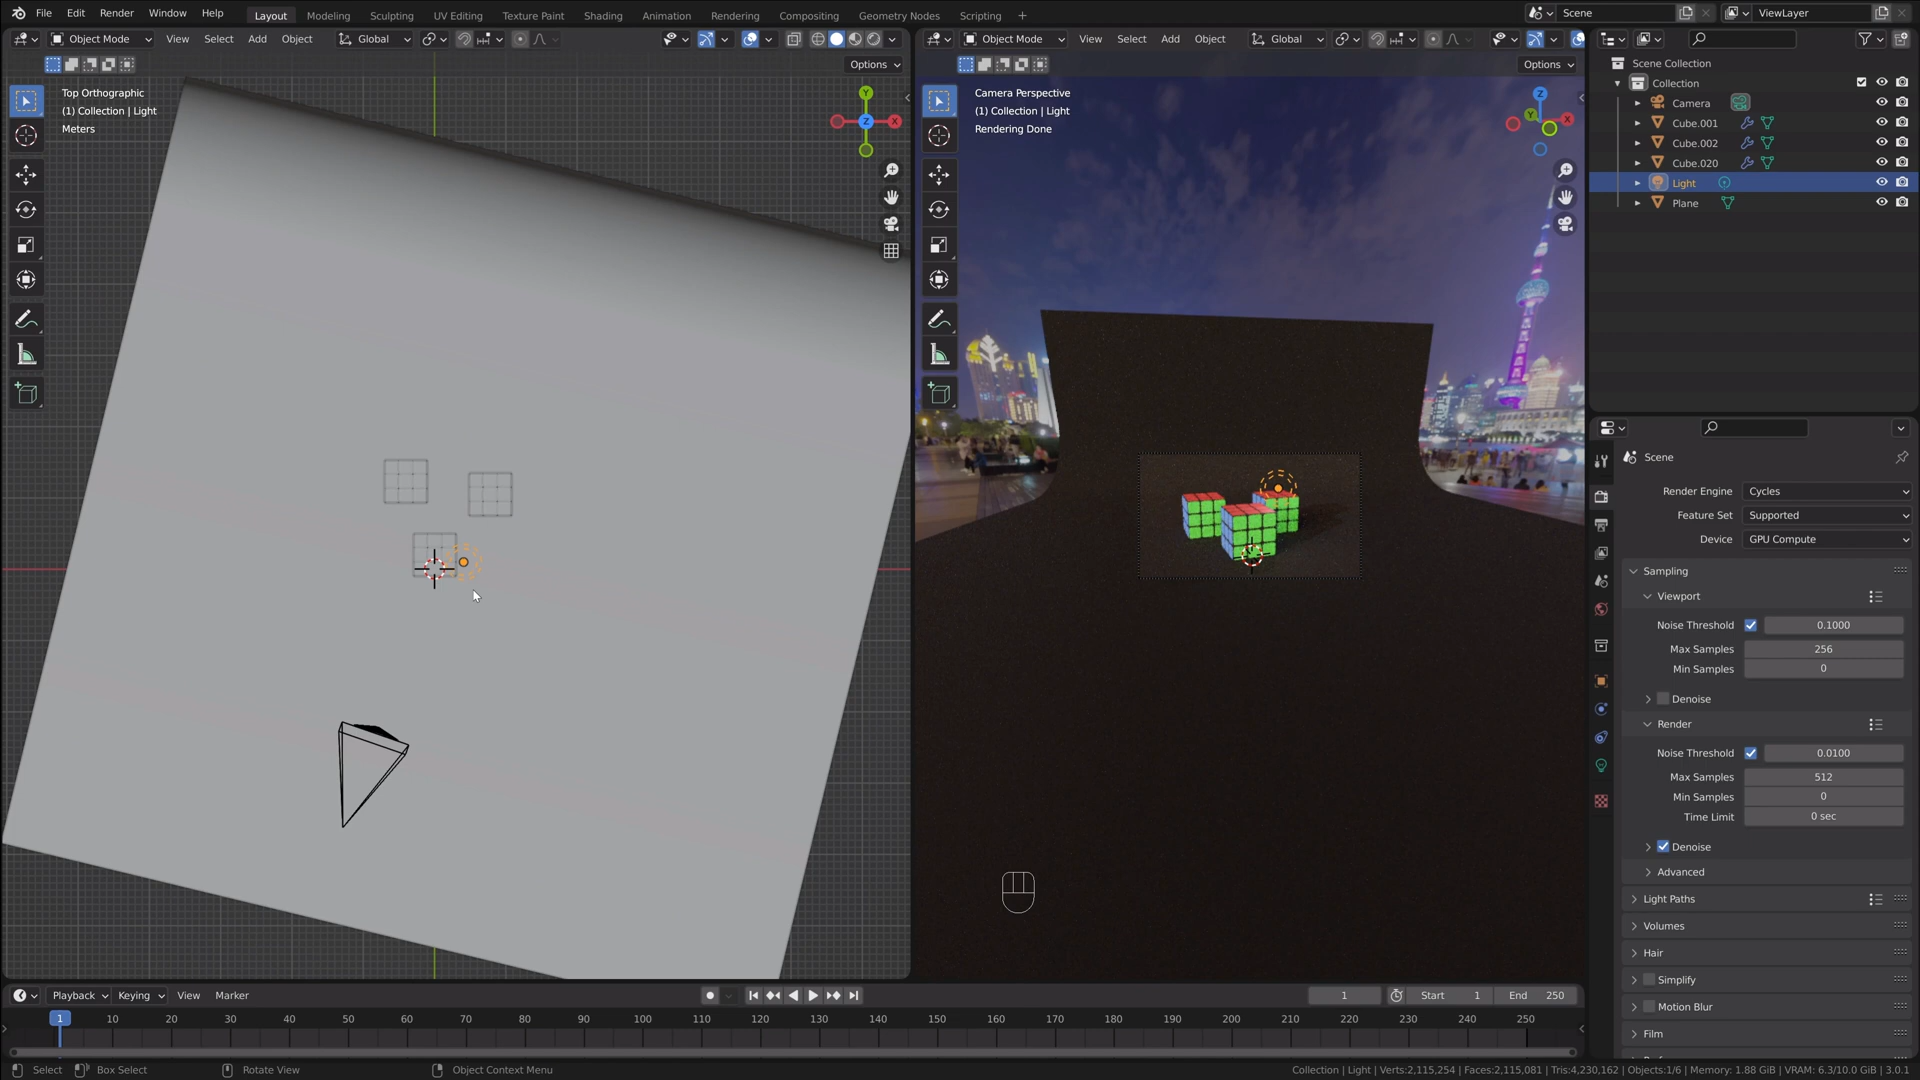 File Edit Render Window Help Layout Modeling Sculpting UV Editing Texture Paint Shading Animation Rendering Compositing Geometry Nodes Scripting + Scene ViewLayer
Object Mode View Select Add Object Global Object Mode View Select Add Object Global
Options Options
Top Orthographic
(1) Collection | Light
Meters
Y
Z
X
Camera Perspective
(1) Collection | Light
Rendering Done
Z
Y
X
Scene Collection
Collection
Camera
Cube.001
Cube.002
Cube.020
Light
Plane
Scene
Render Engine Cycles
Feature Set Supported
Device GPU Compute
Sampling
Viewport
Noise Threshold 0.1000
Max Samples 256
Min Samples 0
Denoise
Render
Noise Threshold 0.0100
Max Samples 512
Min Samples 0
Time Limit 0 sec
Denoise
Advanced
Light Paths
Volumes
Hair
Simplify
Motion Blur
Film
Playback Keying View Marker 1 Start 1 End 250
1 10 20 30 40 50 60 70 80 90 100 110 120 130 140 150 160 170 180 190 200 210 220 230 240 250
Select Box Select Rotate View Object Context Menu Collection | Light | Verts:2,115,254 | Faces:2,115,081 | Tris:4,230,162 | Objects:1/6 | Memory: 1.88 GiB | VRAM: 6.3/10.0 GiB | 3.0.1